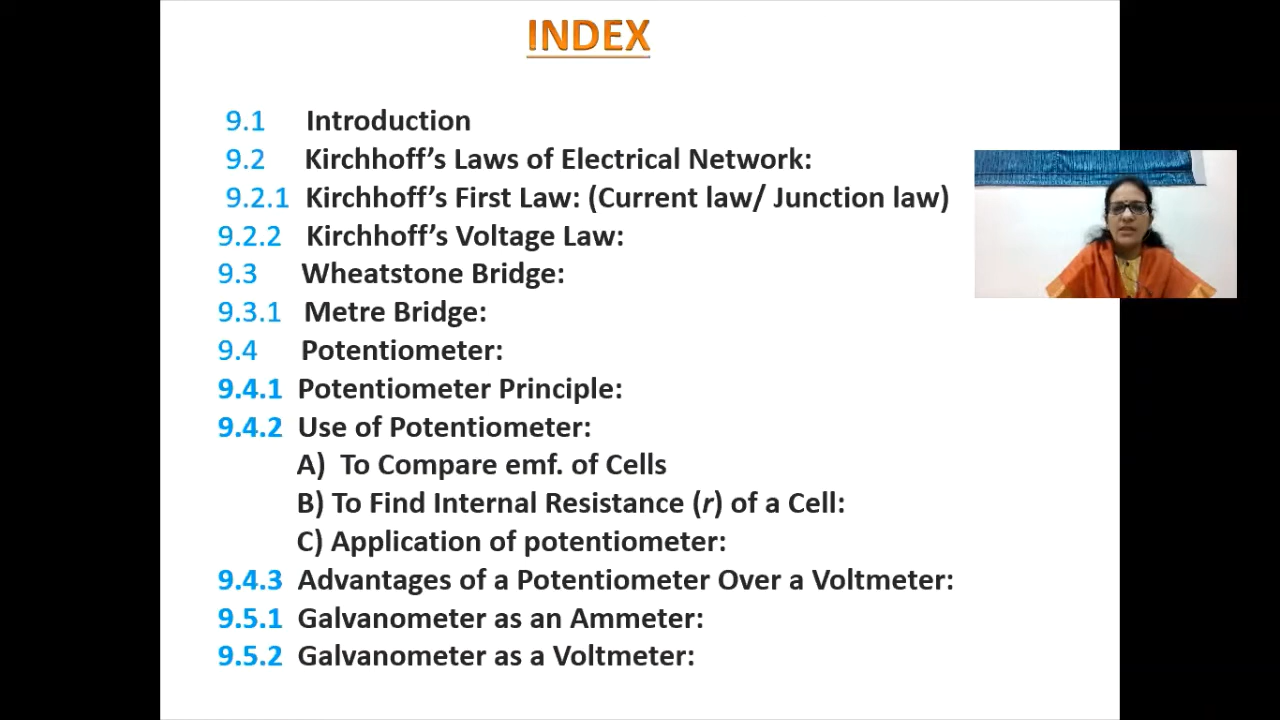 INDEX
9.1 Introduction
9.2 Kirchhoff’s Laws of Electrical Network:
9.2.1 Kirchhoff’s First Law: (Current law/ Junction law)
9.2.2 Kirchhoff’s Voltage Law:
9.3 Wheatstone Bridge:
9.3.1 Metre Bridge:
9.4 Potentiometer:
9.4.1 Potentiometer Principle:
9.4.2 Use of Potentiometer:
A) To Compare emf. of Cells
B) To Find Internal Resistance (r) of a Cell:
C) Application of potentiometer:
9.4.3 Advantages of a Potentiometer Over a Voltmeter:
9.5.1 Galvanometer as an Ammeter:
9.5.2 Galvanometer as a Voltmeter: